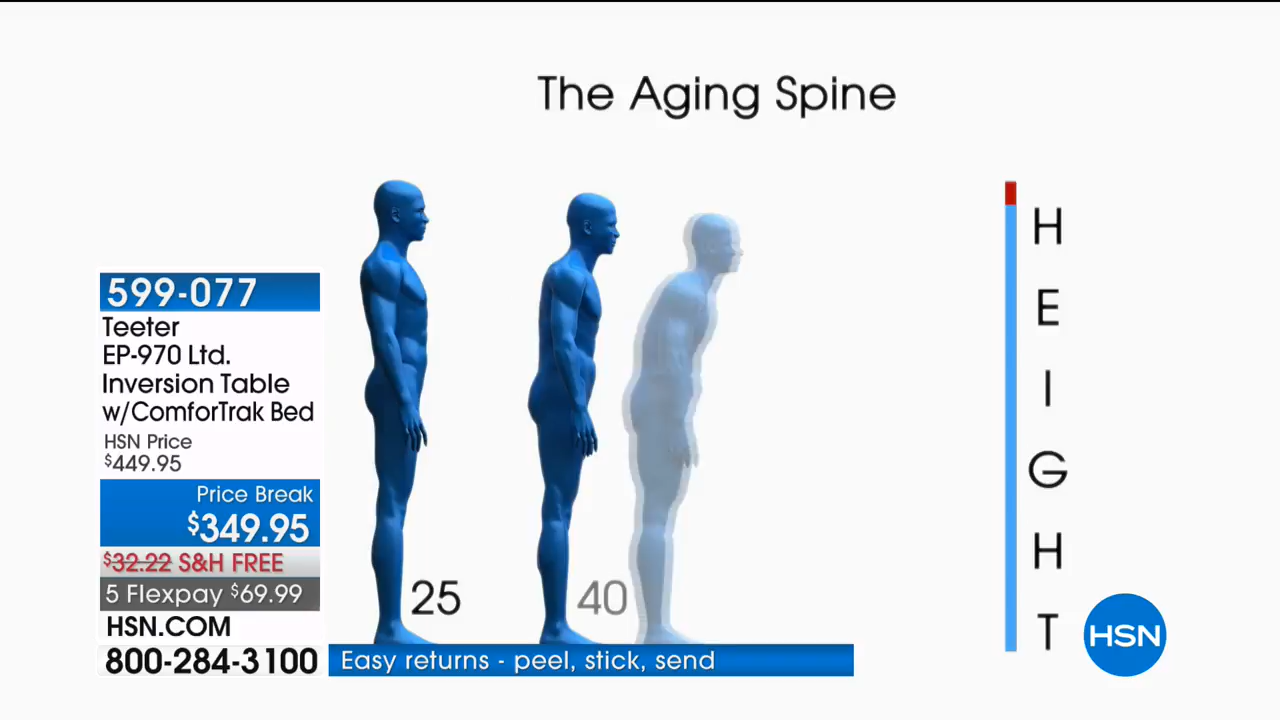 The Aging Spine
599-077
Teeter
EP-970 Ltd.
Inversion Table
w/ComforTrak Bed
HSN Price
$449.95
Price Break
$349.95
$32.22 S&H FREE
5 Flexpay $69.99
HSN.COM
800-284-3100
Easy returns - peel, stick, send
25
40
H
E
I
G
H
T
HSN